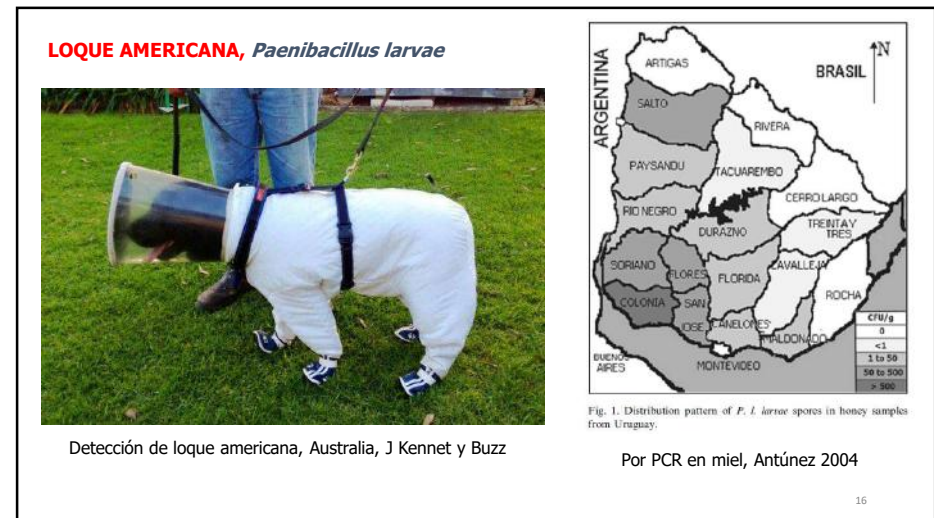 LOQUE AMERICANA, Paenibacillus larvae
Detección de loque americana, Australia, J Kennet y Buzz
ARGENTINA
BRASIL
N
ARTIGAS
SALTO
RIVERA
PAYSANDU
TACUAREMBO
CERRO LARGO
RIO NEGRO
DURAZNO
TREINTA Y
TRES
SORIANO
FLORES
FLORIDA
LAVALLEJA
ROCHA
COLONIA
SAN
JOSE
CANELONES
MALDONADO
BUENOS
AIRES
MONTEVIDEO
CFU/g
0
<1
1 to 50
50 to 500
> 500
Fig. 1. Distribution pattern of P. l. larvae spores in honey samples
from Uruguay.
Por PCR en miel, Antúnez 2004
16